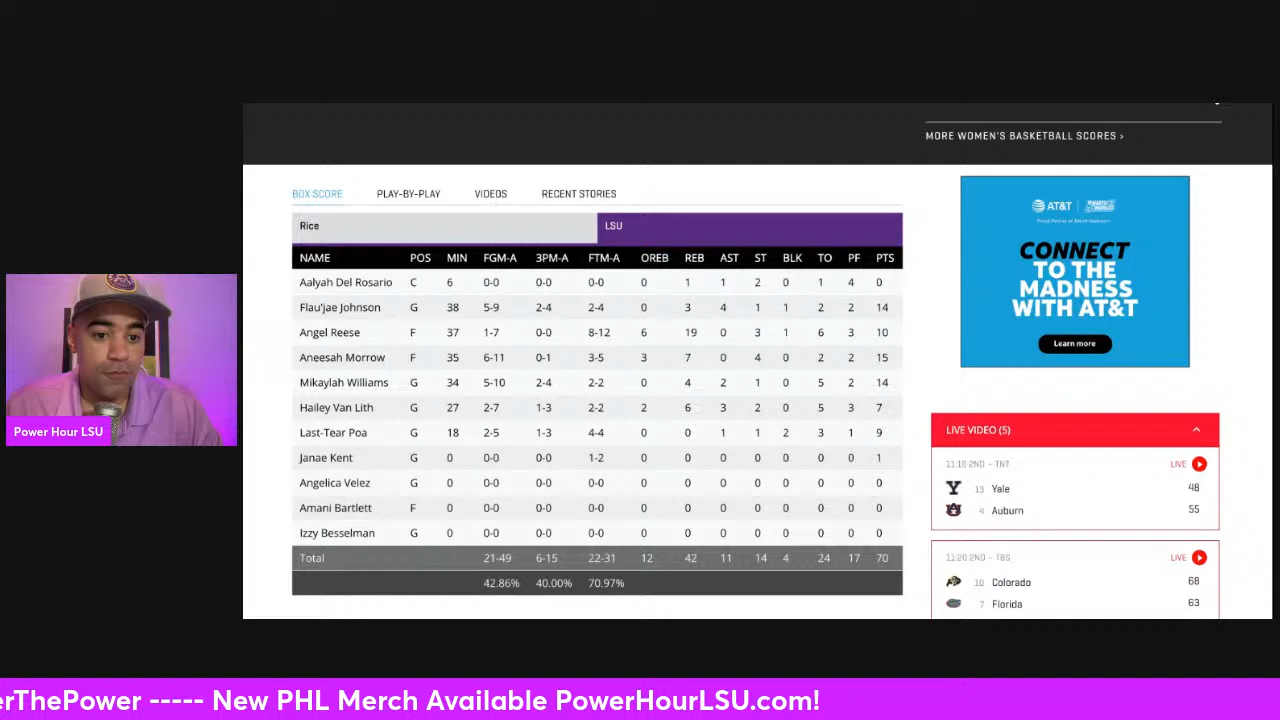 MORE WOMEN'S BASKETBALL SCORES ›
BOX SCORE PLAY-BY-PLAY VIDEOS RECENT STORIES
Rice LSU
NAME POS MIN FGM-A 3PM-A FTM-A OREB REB AST ST BLK TO PF PTS
Aalyah Del Rosario C 6 0-0 0-0 0-0 0 1 1 2 0 1 4 0
Flau'jae Johnson G 38 5-9 2-4 2-4 0 3 4 1 1 2 2 14
Angel Reese F 37 1-7 0-0 8-12 6 19 0 3 1 6 3 10
Aneesah Morrow F 35 6-11 0-1 3-5 3 7 0 4 0 2 2 15
Mikaylah Williams G 34 5-10 2-4 2-2 0 4 2 1 0 5 2 14
Hailey Van Lith G 27 2-7 1-3 2-2 2 6 3 2 0 5 3 7
Last-Tear Poa G 18 2-5 1-3 4-4 0 0 1 1 2 3 1 9
Janae Kent G 0 0-0 0-0 1-2 0 0 0 0 0 0 0 1
Angelica Velez G 0 0-0 0-0 0-0 0 0 0 0 0 0 0 0
Amani Bartlett F 0 0-0 0-0 0-0 0 0 0 0 0 0 0 0
Izzy Besselman G 0 0-0 0-0 0-0 0 0 0 0 0 0 0 0
Total 21-49 6-15 22-31 12 42 11 14 4 24 17 70
42.86% 40.00% 70.97%
AT&T
CONNECT
TO THE
MADNESS
WITH AT&T
Learn more
LIVE VIDEO (5)
11:16 2ND - TNT LIVE
Y 13 Yale 48
4 Auburn 55
11:20 2ND - TBS LIVE
10 Colorado 68
7 Florida 63
Power Hour LSU
erThePower ----- New PHL Merch Available PowerHourLSU.com!